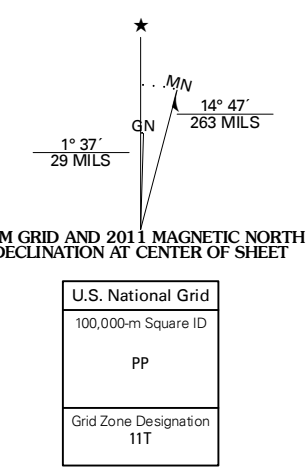 MN
GN
14° 47´
263 MILS
1° 37´
29 MILS
M GRID AND 2011 MAGNETIC NORTH
DECLINATION AT CENTER OF SHEET
U.S. National Grid
100,000-m Square ID
PP
Grid Zone Designation
11T